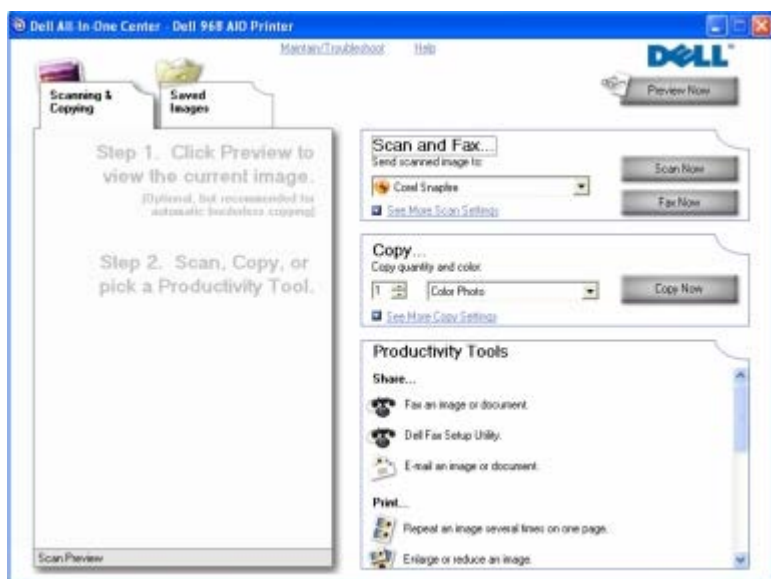 Dell All-In-One Center - Dell 968 AIO Printer
Maintain/Troubleshoot Help
DELL
Scanning & Copying
Saved Images
Preview Now
Step 1. Click Preview to
view the current image.
(Optional, but recommended for
automatic borderless copying)
Step 2. Scan, Copy, or
pick a Productivity Tool.
Scan Preview
Scan and Fax...
Send scanned image to:
Corel Snapfire
See More Scan Settings
Scan Now
Fax Now
Copy...
Copy quantity and color.
1 Color Photo
See More Copy Settings
Copy Now
Productivity Tools
Share...
Fax an image or document.
Dell Fax Setup Utility.
E-mail an image or document.
Print...
Repeat an image several times on one page.
Enlarge or reduce an image.